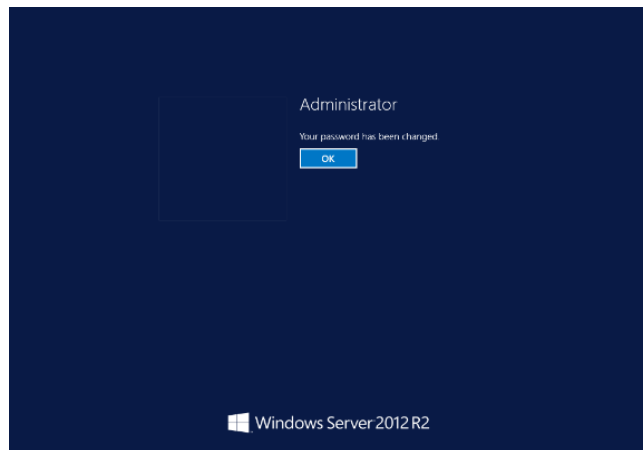 Administrator
Your password has been changed.
OK
Windows Server 2012 R2